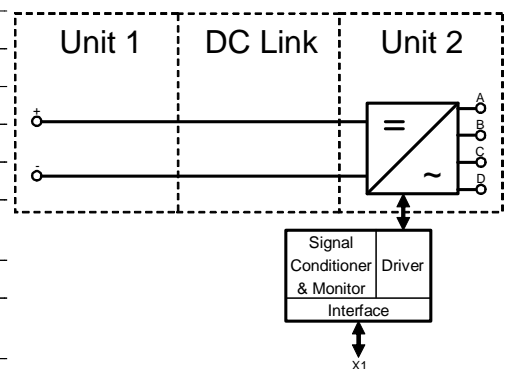 Unit 1 DC Link Unit 2
+
-
=
~
A
B
C
D
Signal
Conditioner
& Monitor
Driver
Interface
X1